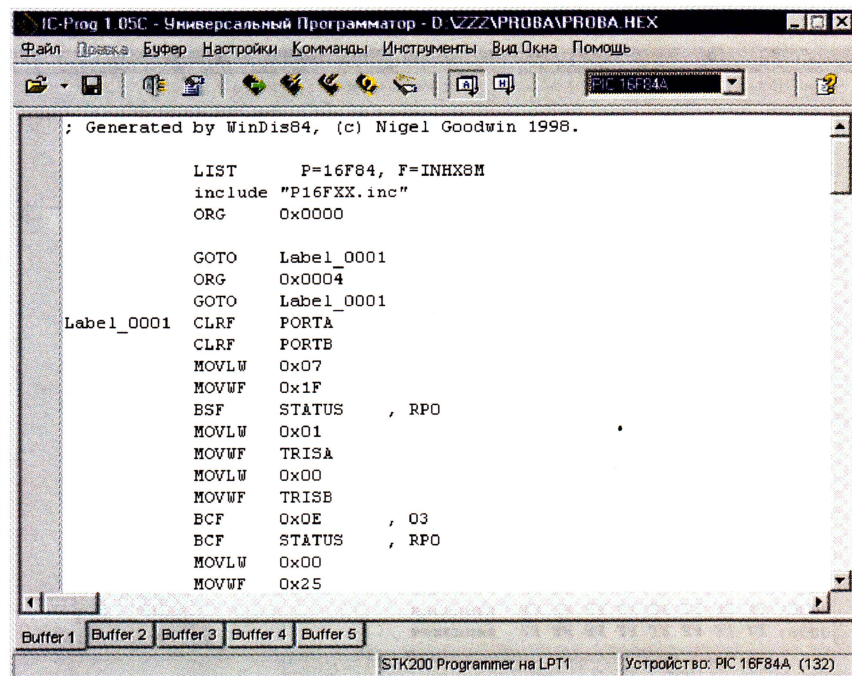 IC-Prog 1.05C - Универсальный Программатор - D:\ZZZ\PROBA\PROBA.HEX
Файл Правка Буфер Настройки Комманды Инструменты Вид Окна Помощь
PIC 16F84A
; Generated by WinDis84, (c) Nigel Goodwin 1998.
LIST P=16F84, F=INHX8M
include "P16FXX.inc"
ORG 0x0000
GOTO Label_0001
ORG 0x0004
GOTO Label_0001
Label_0001 CLRF PORTA
CLRF PORTB
MOVLW 0x07
MOVWF 0x1F
BSF STATUS , RP0
MOVLW 0x01
MOVWF TRISA
MOVLW 0x00
MOVWF TRISB
BCF 0x0E , 03
BCF STATUS , RP0
MOVLW 0x00
MOVWF 0x25
Buffer 1 Buffer 2 Buffer 3 Buffer 4 Buffer 5
STK200 Programmer на LPT1 Устройство: PIC 16F84A (132)